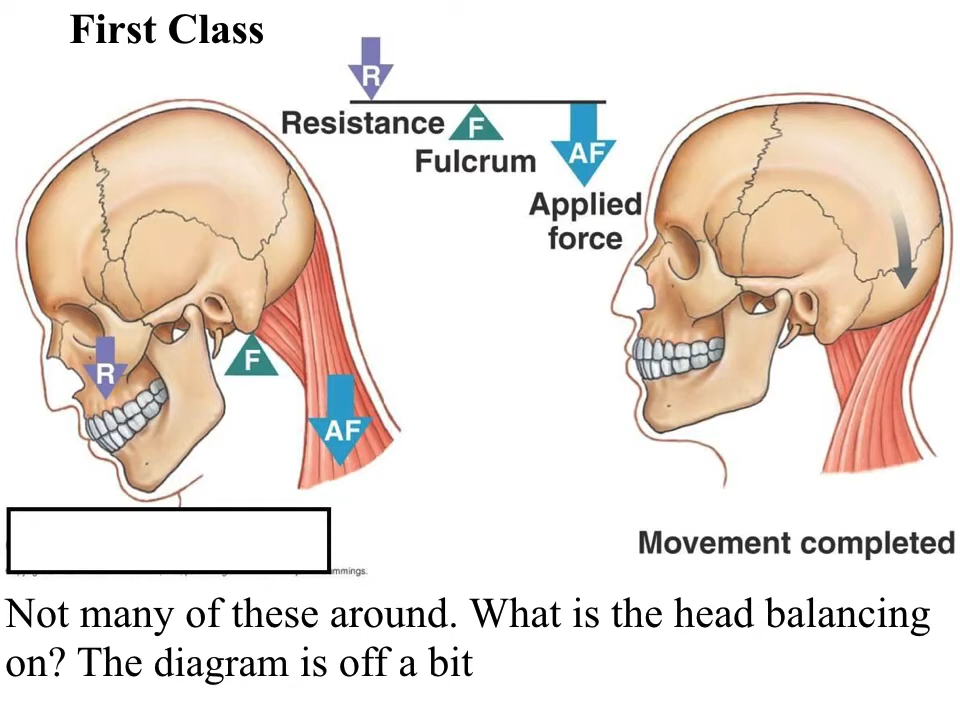 First Class
R
Resistance
F
Fulcrum
AF
Applied
force
R
F
AF
Movement completed
mmings.
Not many of these around. What is the head balancing
on? The diagram is off a bit